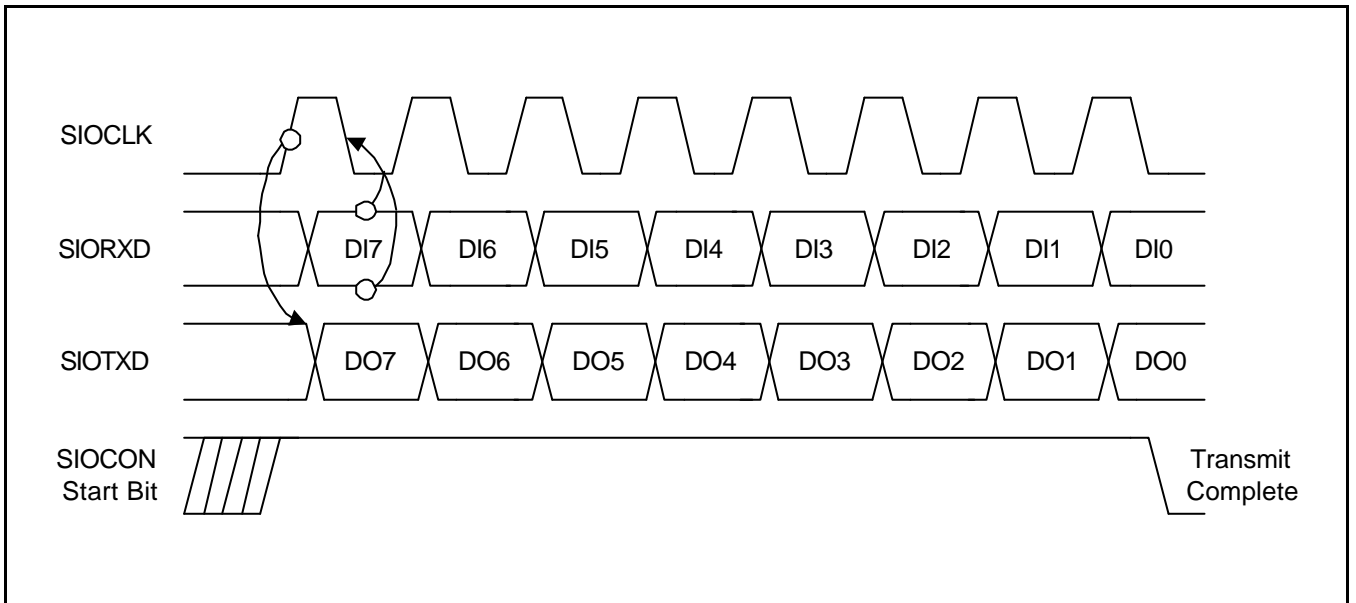 SIOCLK
SIORXD
DI7 DI6 DI5 DI4 DI3 DI2 DI1 DI0
SIOTXD
DO7 DO6 DO5 DO4 DO3 DO2 DO1 DO0
SIOCON
Start Bit
Transmit
Complete